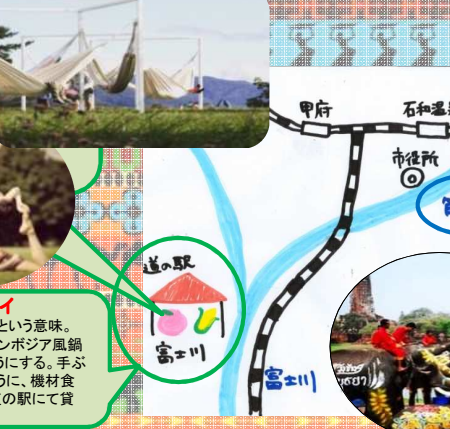 甲府
石和温
市役所
道の駅
富士川
富士川
イ
という意味。
ンボジア風鍋
うにする。手ぶ
うに、機材食
の駅にて貸